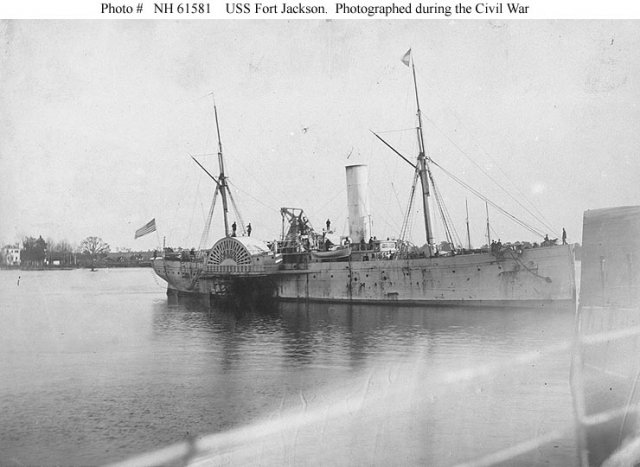 Photo # NH 61581 USS Fort Jackson. Photographed during the Civil War